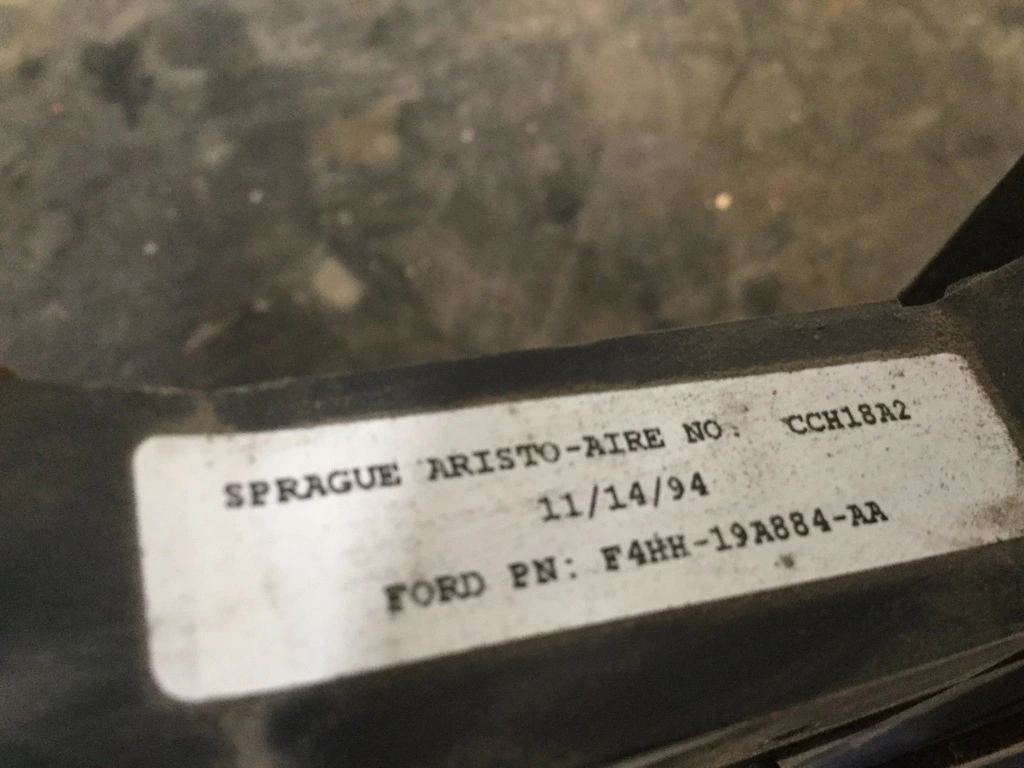 SPRAGUE ARISTO-AIRE NO. CCH18A2
11/14/94
FORD PN: F4HH-19A884-AA